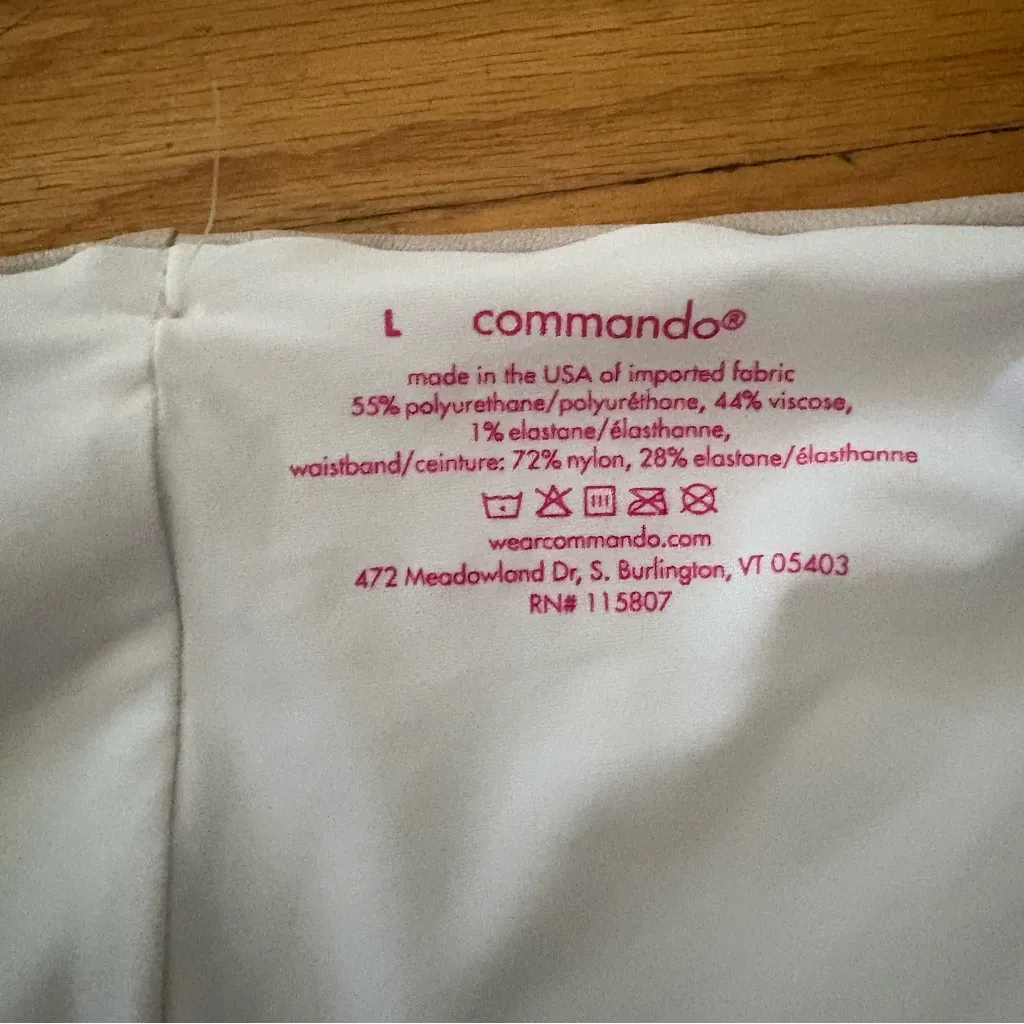 L commando®
made in the USA of imported fabric
55% polyurethane/polyuréthane, 44% viscose,
1% elastane/élasthanne,
waistband/ceinture: 72% nylon, 28% elastane/élasthanne
wearcommando.com
472 Meadowland Dr, S. Burlington, VT 05403
RN# 115807